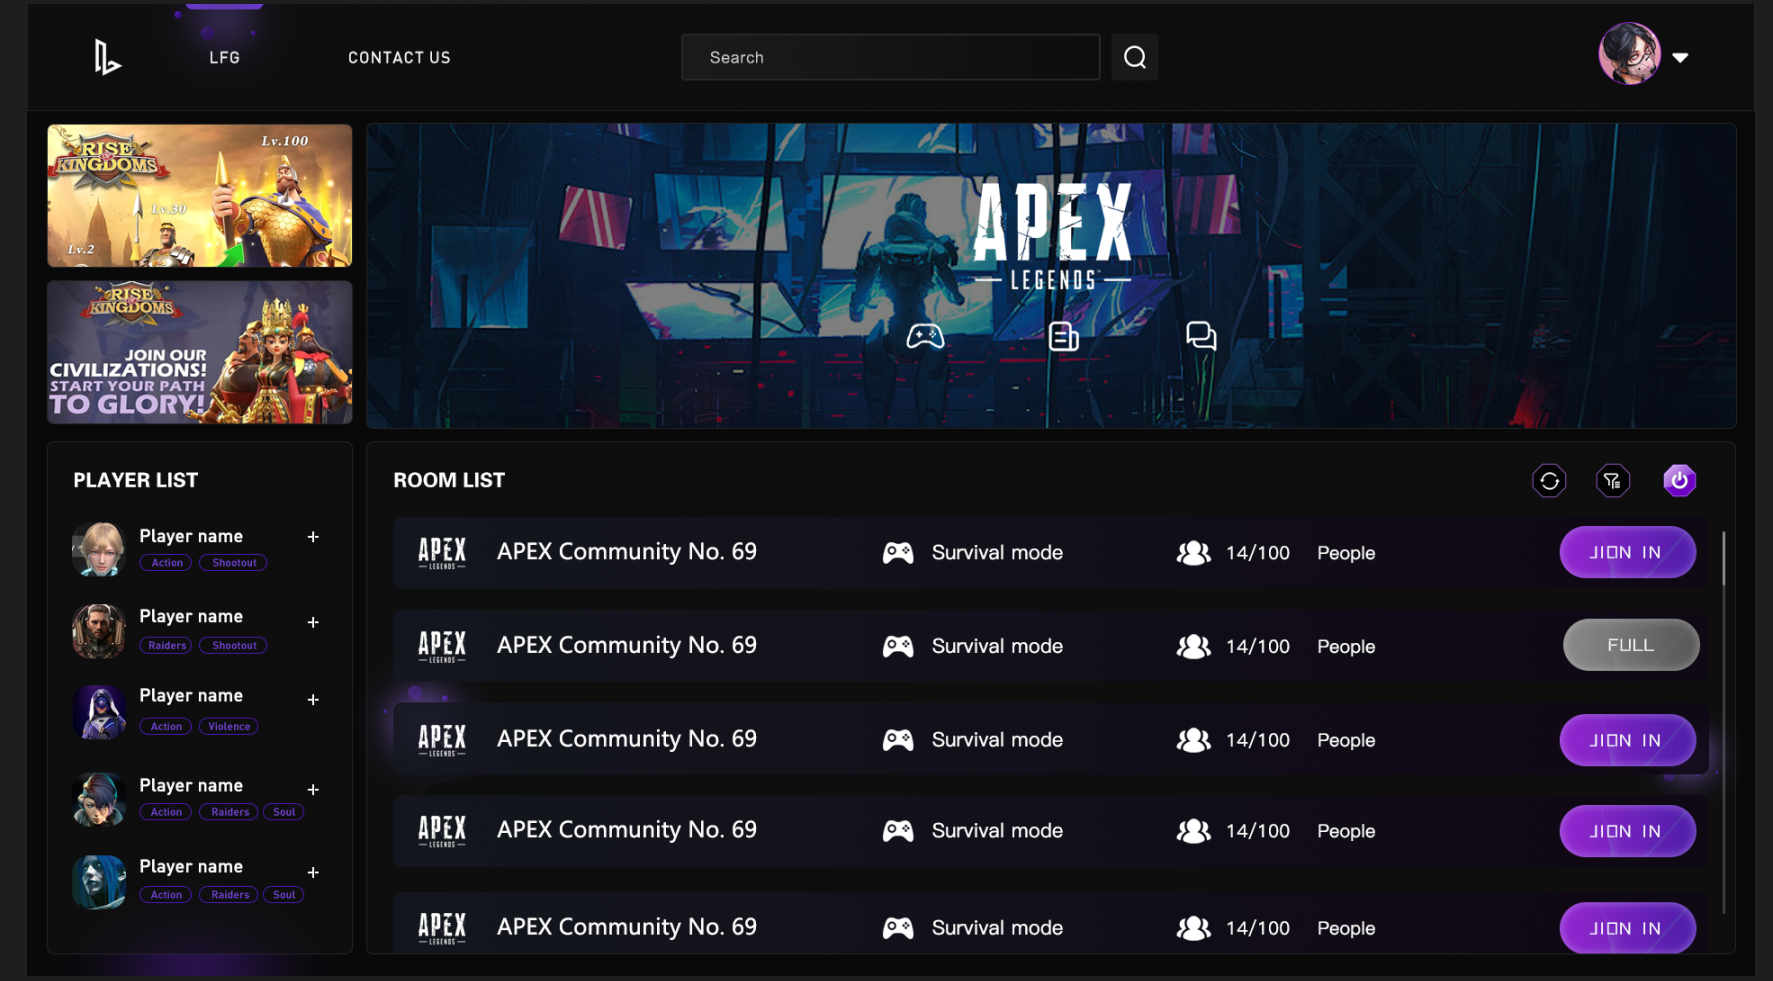 LFG
CONTACT US
Search
RISE OF KINGDOMS
Lv.100
Lv.30
Lv.2
RISE OF KINGDOMS
JOIN OUR
CIVILIZATIONS!
START YOUR PATH
TO GLORY!
APEX
LEGENDS
PLAYER LIST
Player name
Action Shootout
Player name
Raiders Shootout
Player name
Action Violence
Player name
Action Raiders Soul
Player name
Action Raiders Soul
ROOM LIST
APEX LEGENDS APEX Community No. 69 Survival mode 14/100 People JION IN
APEX LEGENDS APEX Community No. 69 Survival mode 14/100 People FULL
APEX LEGENDS APEX Community No. 69 Survival mode 14/100 People JION IN
APEX LEGENDS APEX Community No. 69 Survival mode 14/100 People JION IN
APEX LEGENDS APEX Community No. 69 Survival mode 14/100 People JION IN